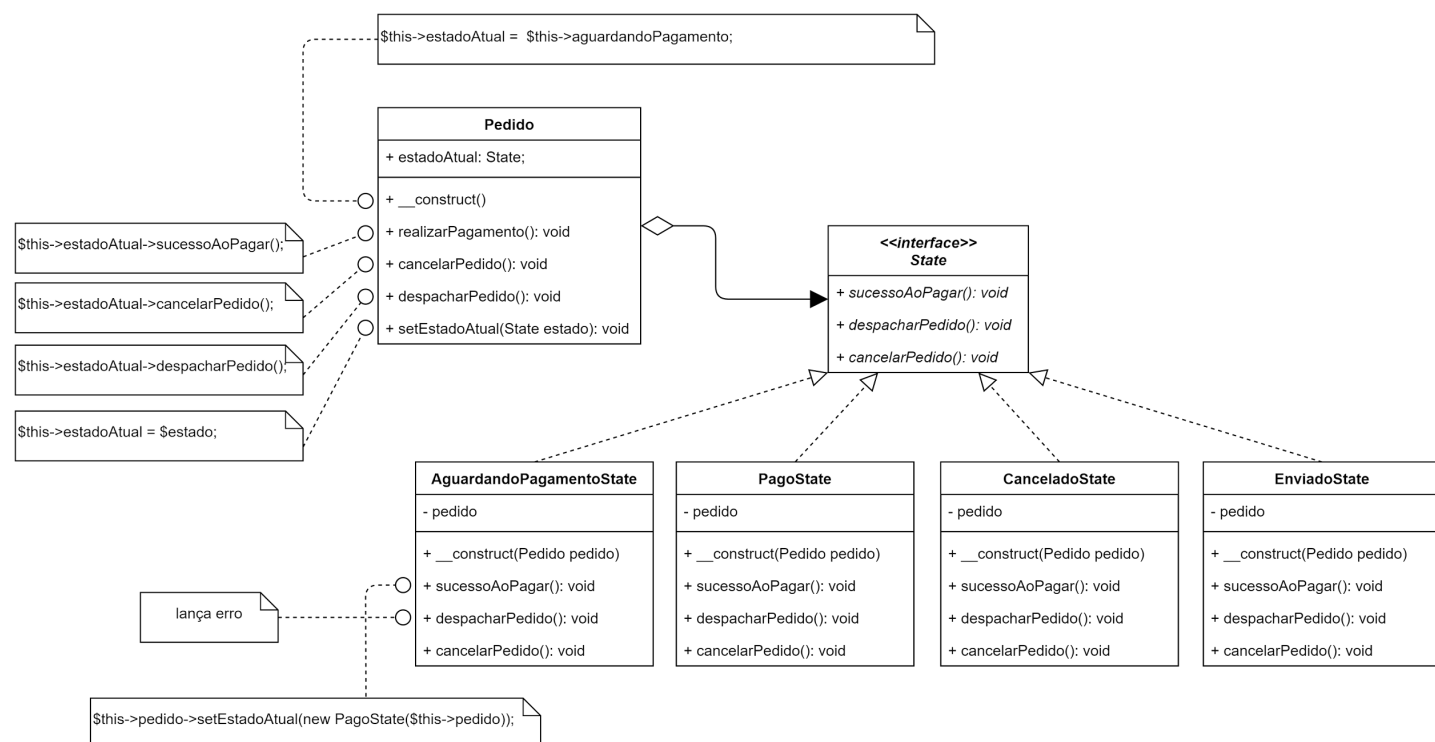 $this->estadoAtual =  $this->aguardandoPagamento;
Pedido
+ estadoAtual: State;
+ __construct()
+ realizarPagamento(): void
+ cancelarPedido(): void
+ despacharPedido(): void
+ setEstadoAtual(State estado): void
$this->estadoAtual->sucessoAoPagar();
$this->estadoAtual->cancelarPedido();
$this->estadoAtual->despacharPedido();
$this->estadoAtual = $estado;
<<interface>>
State
+ sucessoAoPagar(): void
+ despacharPedido(): void
+ cancelarPedido(): void
AguardandoPagamentoState
- pedido
+ __construct(Pedido pedido)
+ sucessoAoPagar(): void
+ despacharPedido(): void
+ cancelarPedido(): void
PagoState
- pedido
+ __construct(Pedido pedido)
+ sucessoAoPagar(): void
+ despacharPedido(): void
+ cancelarPedido(): void
CanceladoState
- pedido
+ __construct(Pedido pedido)
+ sucessoAoPagar(): void
+ despacharPedido(): void
+ cancelarPedido(): void
EnviadoState
- pedido
+ __construct(Pedido pedido)
+ sucessoAoPagar(): void
+ despacharPedido(): void
+ cancelarPedido(): void
lança erro
$this->pedido->setEstadoAtual(new PagoState($this->pedido));